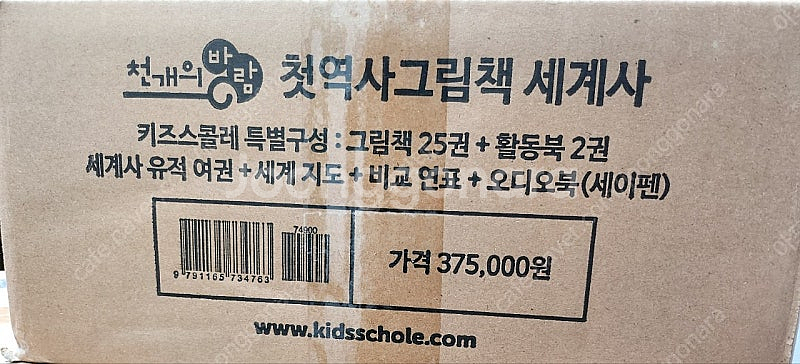 천개의바람 첫역사그림책 세계사
키즈스콜레 특별구성 : 그림책 25권 + 활동북 2권
세계사 유적 여권 + 세계 지도 + 비교 연표 + 오디오북(세이펜)
74900
9 791165 734763
가격 375,000원
www.kidsschole.com